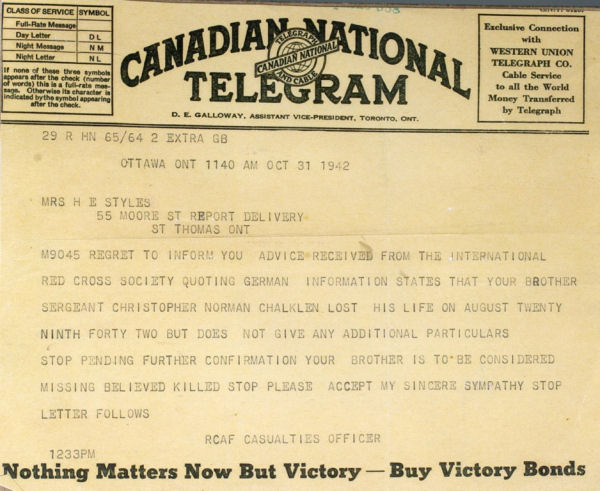 CLASS OF SERVICE SYMBOL
Full-Rate Message
Day Letter D L
Night Message N M
Night Letter N L
If none of these three symbols
appears after the check (number
of words) this is a full-rate mes-
sage. Otherwise its character is
indicated by the symbol appearing
after the check.
CANADIAN NATIONAL
TELEGRAPH
CANADIAN NATIONAL
AND CABLE
TELEGRAM
D. E. GALLOWAY, ASSISTANT VICE-PRESIDENT, TORONTO, ONT.
Exclusive Connection
with
WESTERN UNION
TELEGRAPH CO.
Cable Service
to all the World
Money Transferred
by Telegraph
29 R HN 65/64 2 EXTRA GB
OTTAWA ONT 1140 AM OCT 31 1942
MRS H E STYLES
55 MOORE ST REPORT DELIVERY
ST THOMAS ONT
M9045 REGRET TO INFORM YOU ADVICE RECEIVED FROM THE INTERNATIONAL
RED CROSS SOCIETY QUOTING GERMAN INFORMATION STATES THAT YOUR BROTHER
SERGEANT CHRISTOPHER NORMAN CHALKLEN LOST HIS LIFE ON AUGUST TWENTY
NINTH FORTY TWO BUT DOES NOT GIVE ANY ADDITIONAL PARTICULARS
STOP PENDING FURTHER CONFIRMATION YOUR BROTHER IS TO BE CONSIDERED
MISSING BELIEVED KILLED STOP PLEASE ACCEPT MY SINCERE SYMPATHY STOP
LETTER FOLLOWS
RCAF CASUALTIES OFFICER
1233PM
Nothing Matters Now But Victory — Buy Victory Bonds